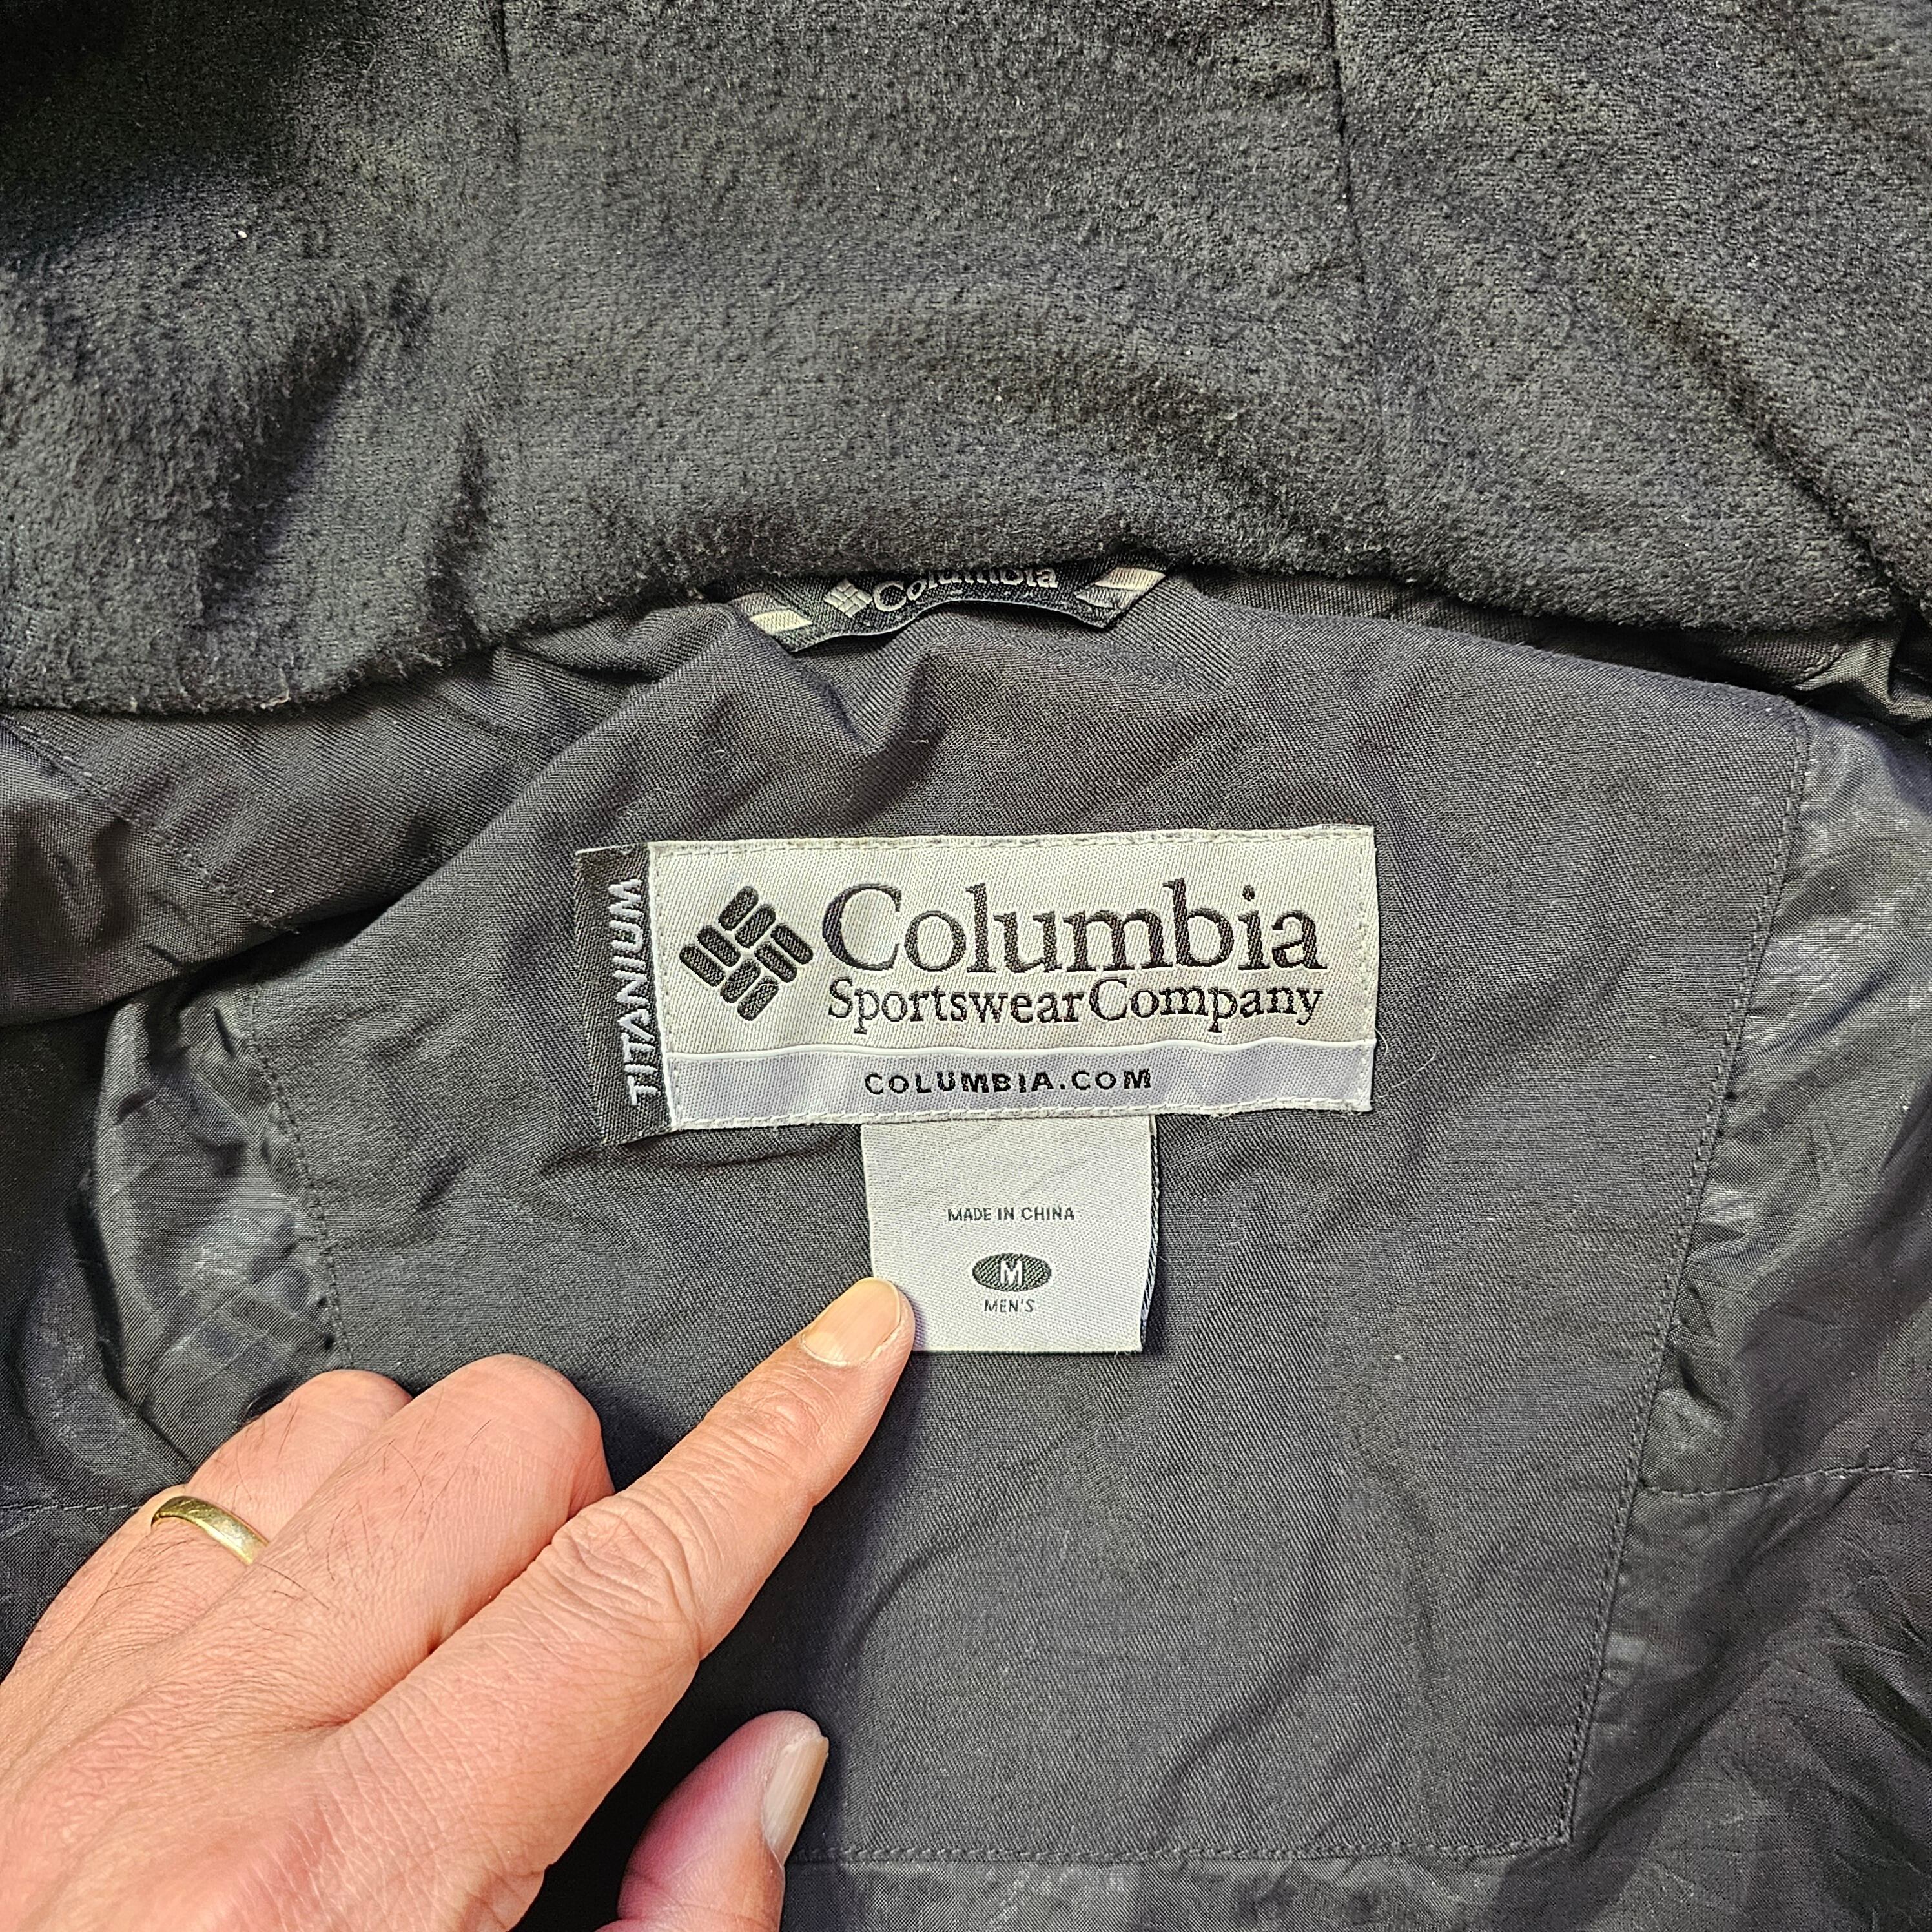 Columbia
TITANIUM
Columbia
Sportswear Company
COLUMBIA.COM
MADE IN CHINA
M
MEN'S